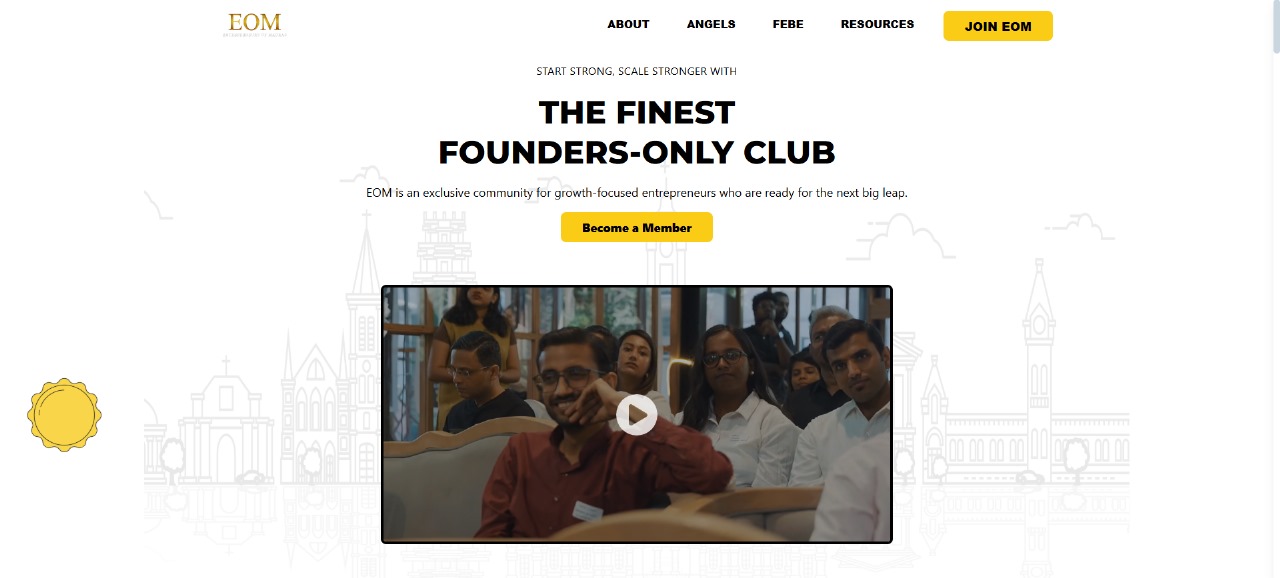 EOM
ABOUT
ANGELS
FEBE
RESOURCES
JOIN EOM
START STRONG, SCALE STRONGER WITH
THE FINEST
FOUNDERS-ONLY CLUB
EOM is an exclusive community for growth-focused entrepreneurs who are ready for the next big leap.
Become a Member